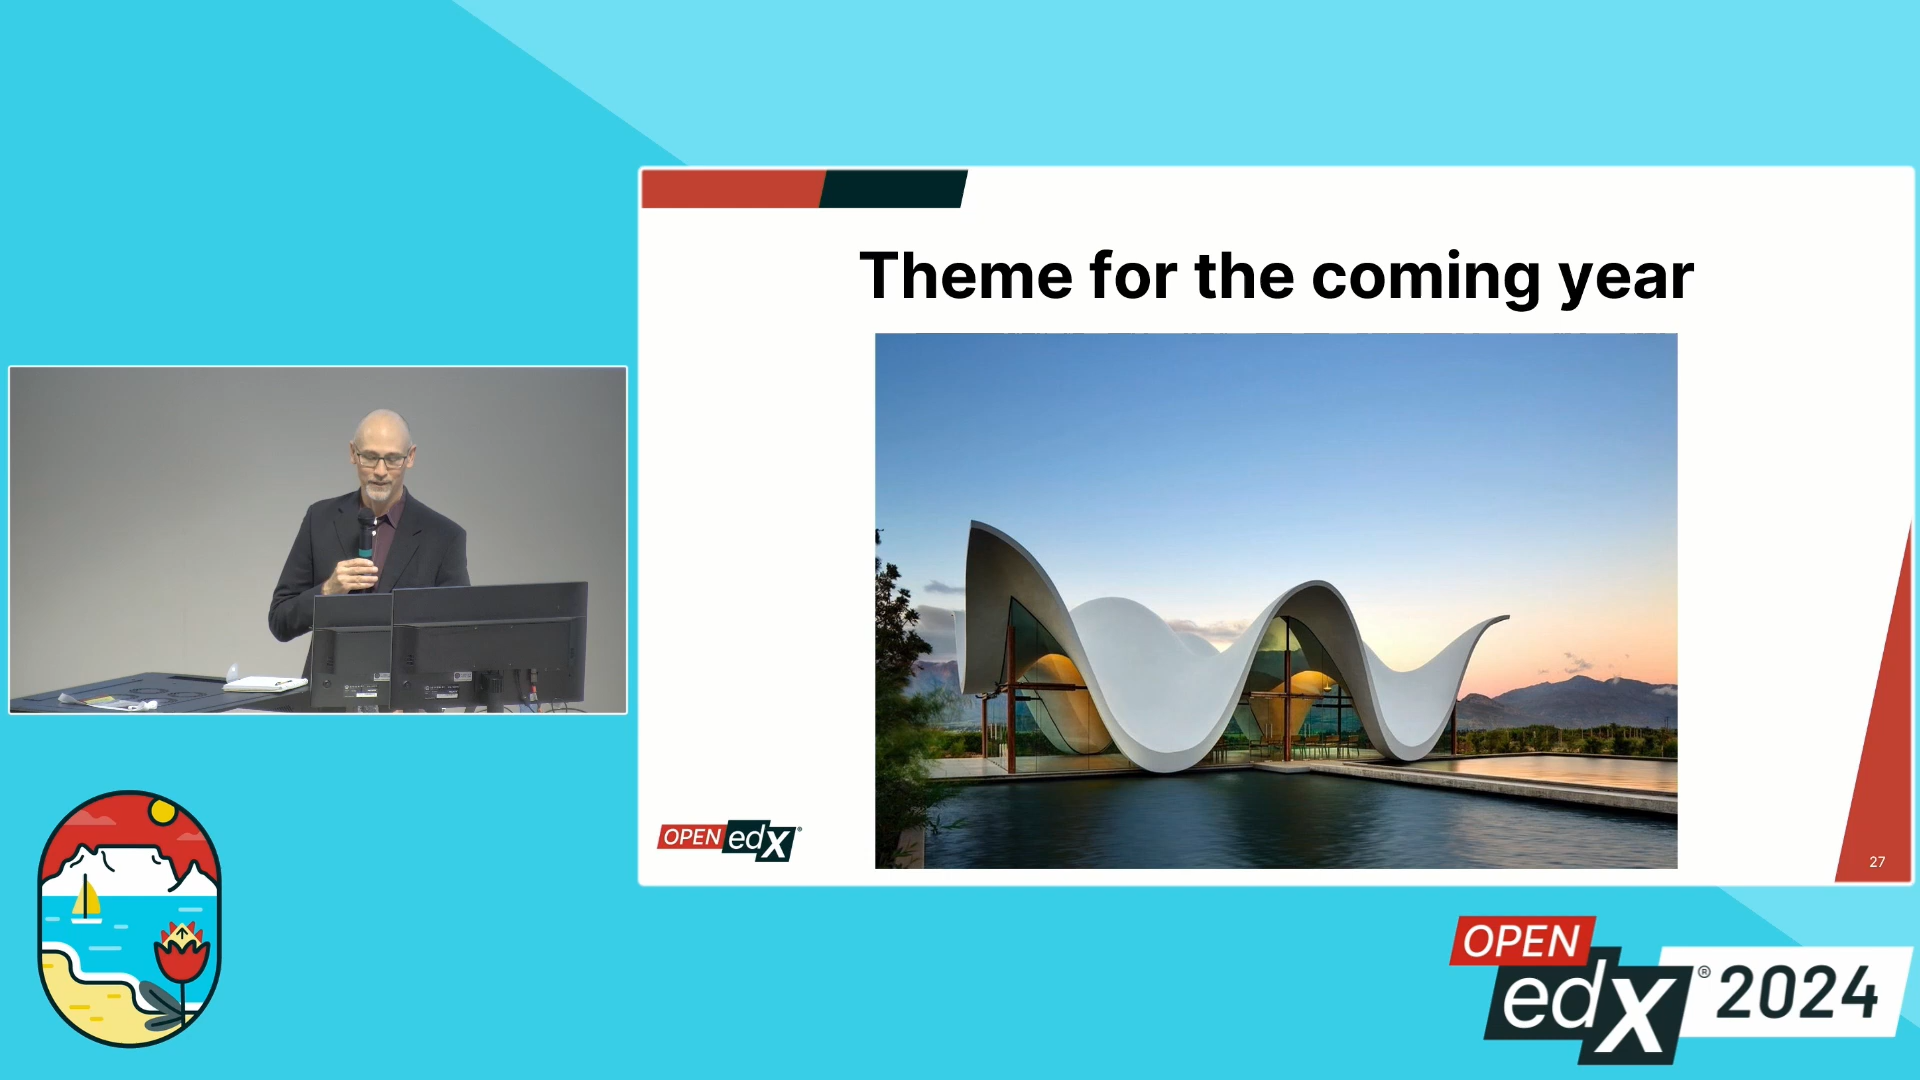 Theme for the coming year
OPEN edX®
27
OPEN
edX® 2024